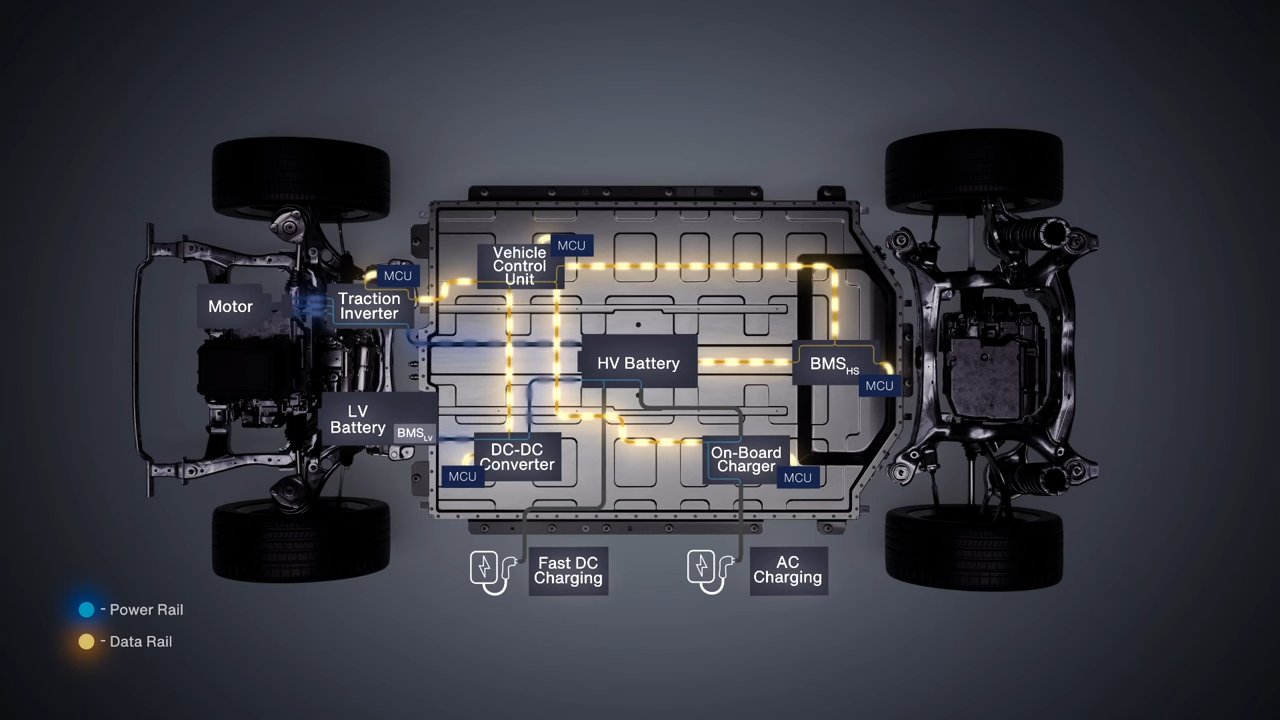 Vehicle
Control
Unit
MCU
MCU
Motor
Traction
Inverter
HV Battery
BMSHS
MCU
LV
Battery
BMSLV
DC-DC
Converter
MCU
On-Board
Charger
MCU
Fast DC
Charging
AC
Charging
- Power Rail
- Data Rail